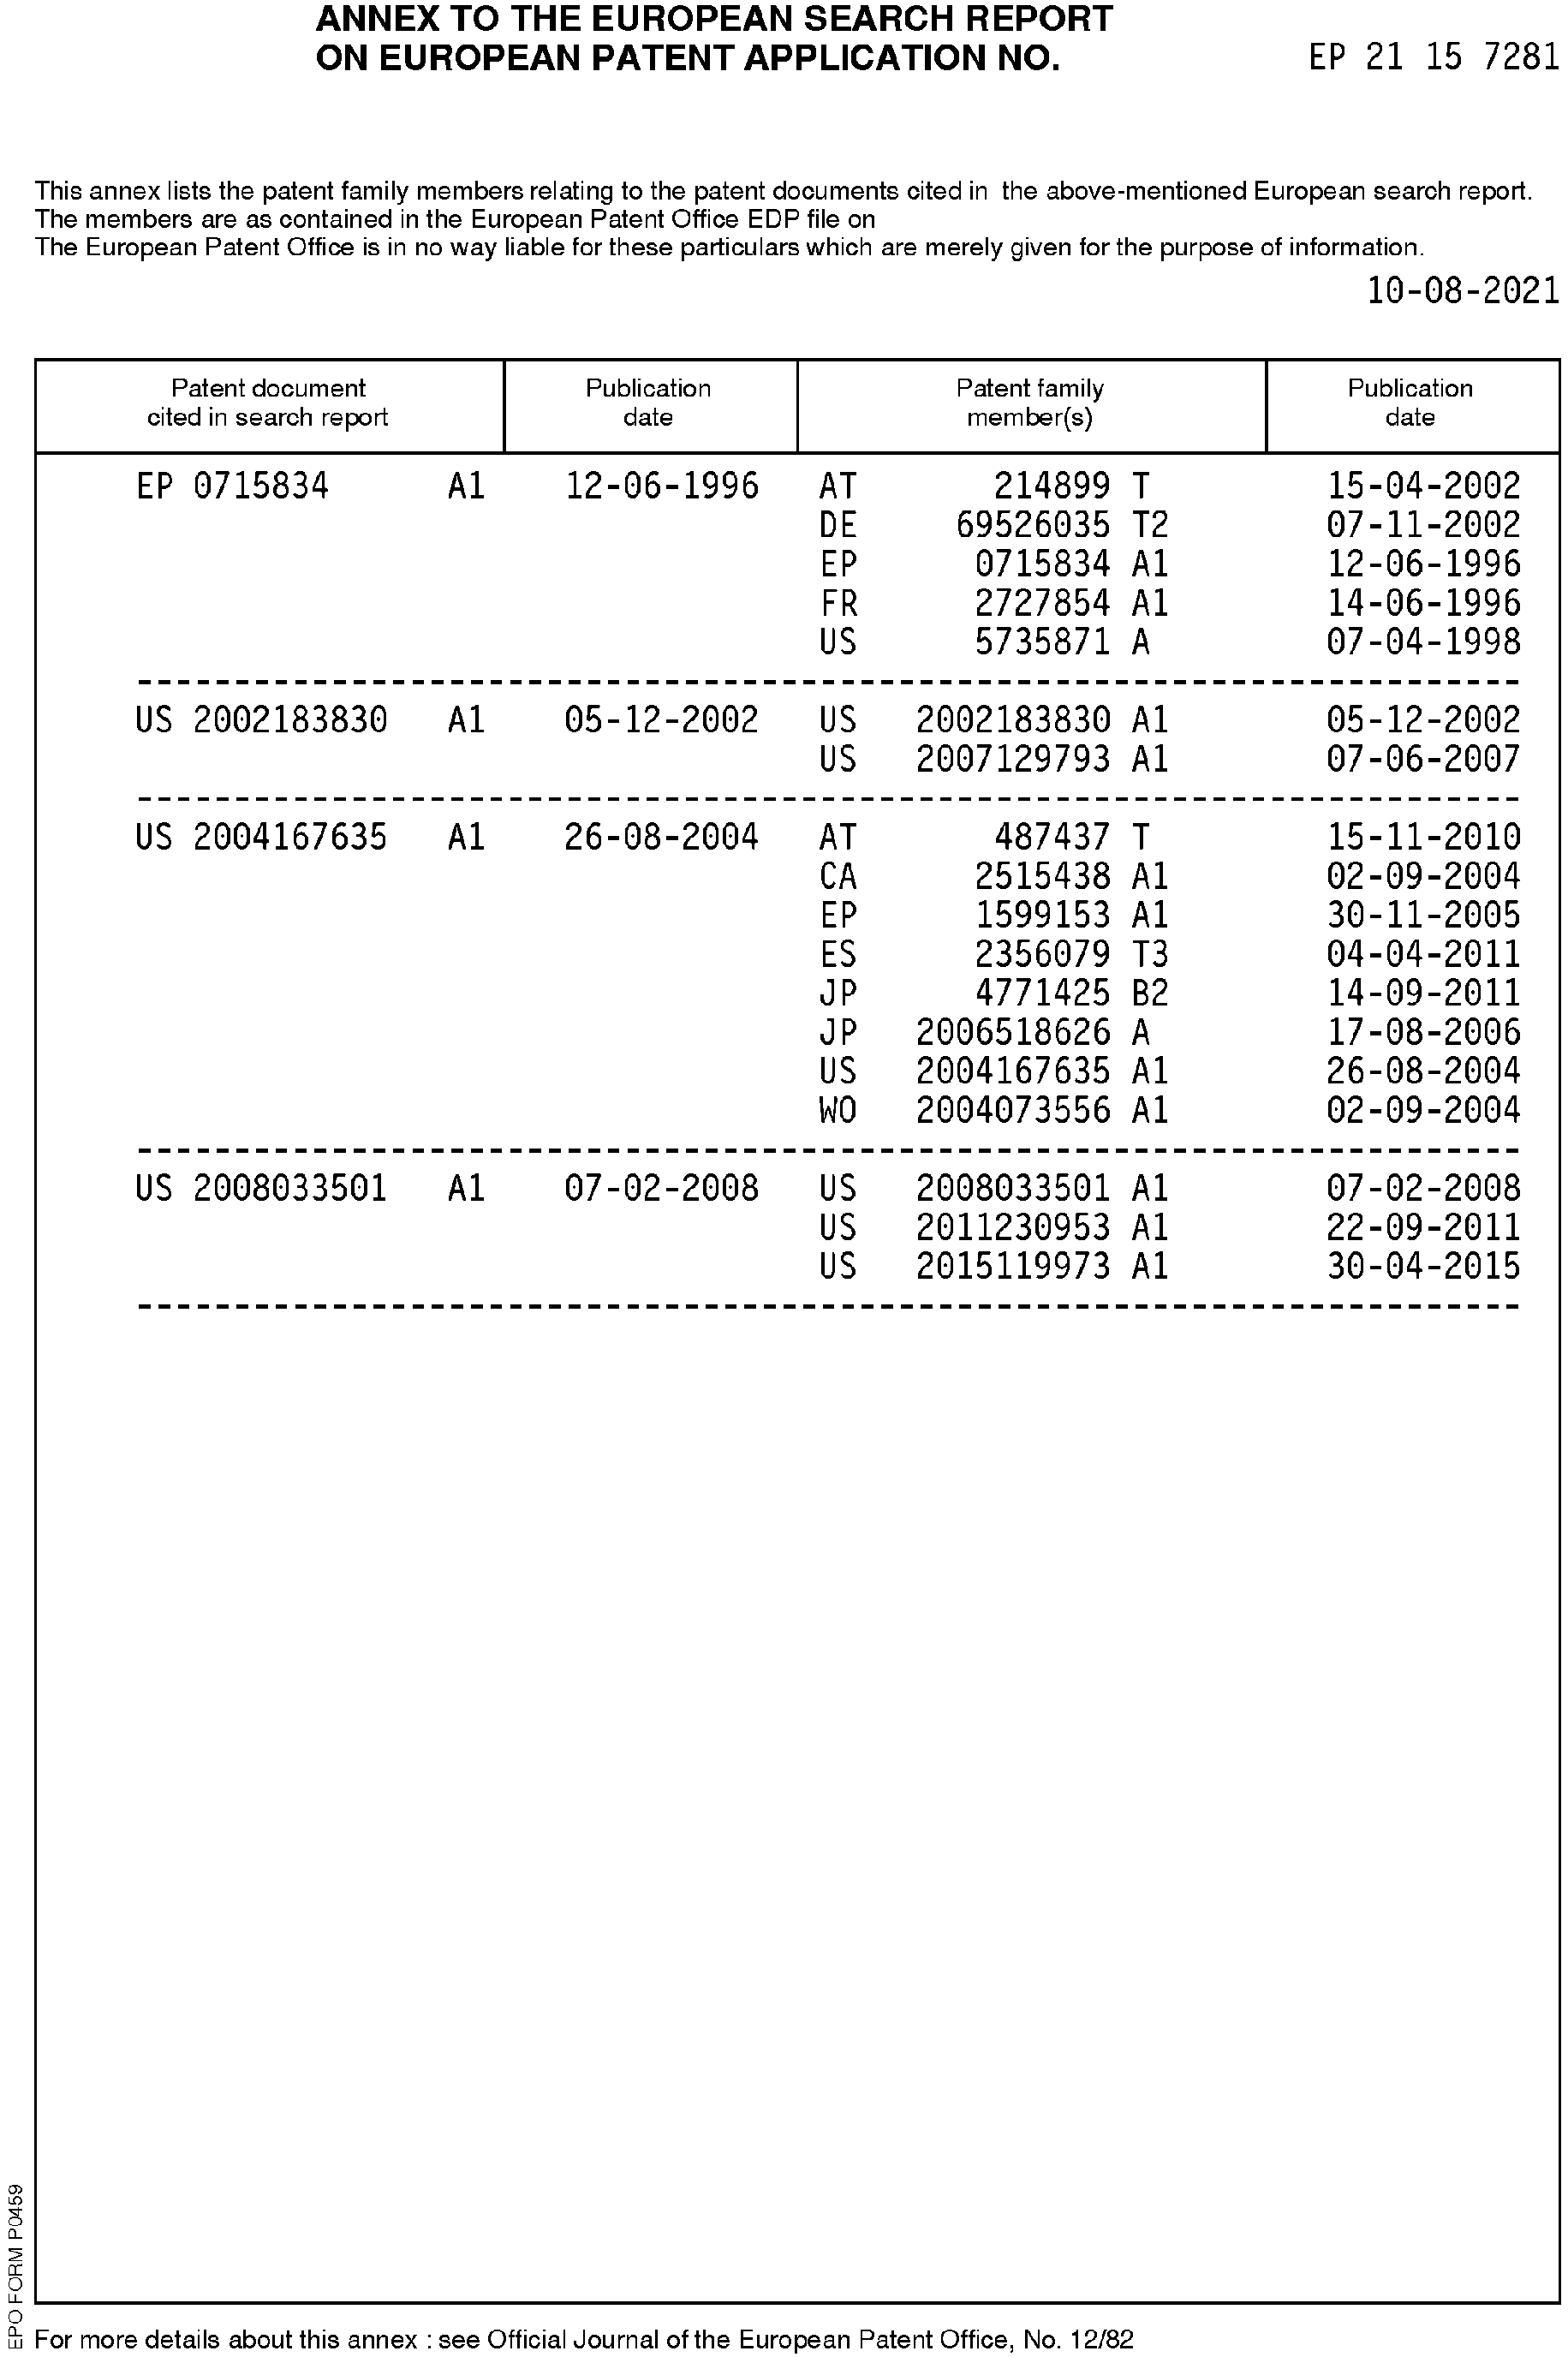 ANNEX TO THE EUROPEAN SEARCH REPORT
ON EUROPEAN PATENT APPLICATION NO. EP 21 15 7281
This annex lists the patent family members relating to the patent documents cited in the above-mentioned European search report.
The members are as contained in the European Patent Office EDP file on
The European Patent Office is in no way liable for these particulars which are merely given for the purpose of information.
10-08-2021
Patent document cited in search report Publication date Patent family member(s) Publication date
EP 0715834 A1 12-06-1996 AT 214899 T 15-04-2002
DE 69526035 T2 07-11-2002
EP 0715834 A1 12-06-1996
FR 2727854 A1 14-06-1996
US 5735871 A 07-04-1998
US 2002183830 A1 05-12-2002 US 2002183830 A1 05-12-2002
US 2007129793 A1 07-06-2007
US 2004167635 A1 26-08-2004 AT 487437 T 15-11-2010
CA 2515438 A1 02-09-2004
EP 1599153 A1 30-11-2005
ES 2356079 T3 04-04-2011
JP 4771425 B2 14-09-2011
JP 2006518626 A 17-08-2006
US 2004167635 A1 26-08-2004
WO 2004073556 A1 02-09-2004
US 2008033501 A1 07-02-2008 US 2008033501 A1 07-02-2008
US 2011230953 A1 22-09-2011
US 2015119973 A1 30-04-2015
EPO FORM P0459
For more details about this annex : see Official Journal of the European Patent Office, No. 12/82